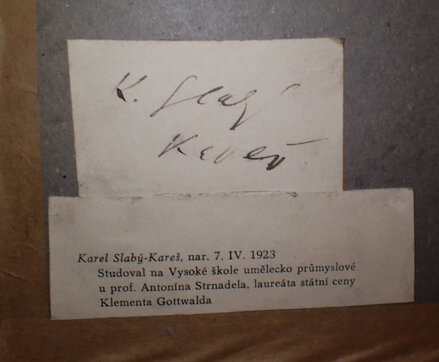 K. Slabý
Kareš
Karel Slabý-Kareš, nar. 7. IV. 1923
Studoval na Vysoké škole umělecko průmyslové
u prof. Antonína Strnadela, laureáta státní ceny
Klementa Gottwalda